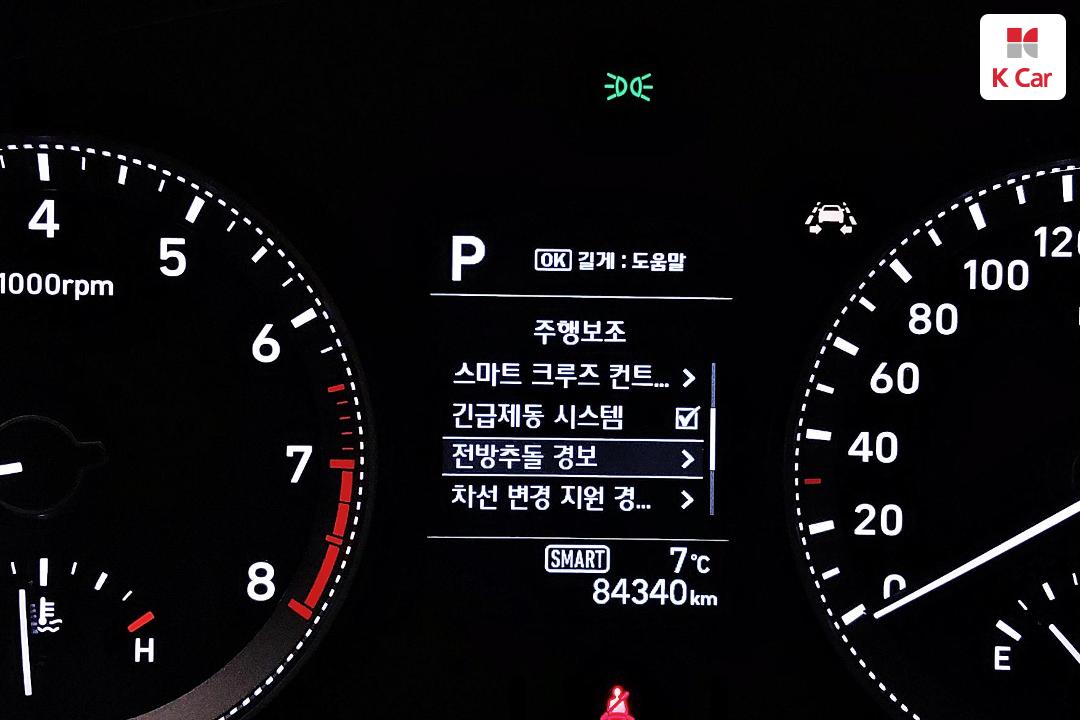 K Car
4
5
6
7
8
1000rpm
H
P
OK 길게 : 도움말
주행보조
스마트 크루즈 컨트...
긴급제동 시스템
전방추돌 경보
차선 변경 지원 경...
SMART 7°C
84340km
100
80
60
40
20
0
E